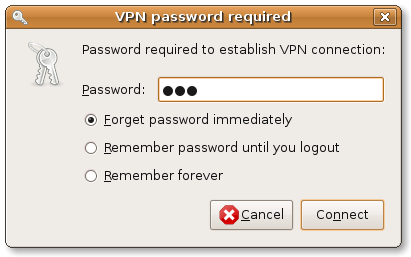 VPN password required
Password required to establish VPN connection:
Password: ●●●
Forget password immediately
Remember password until you logout
Remember forever
Cancel Connect